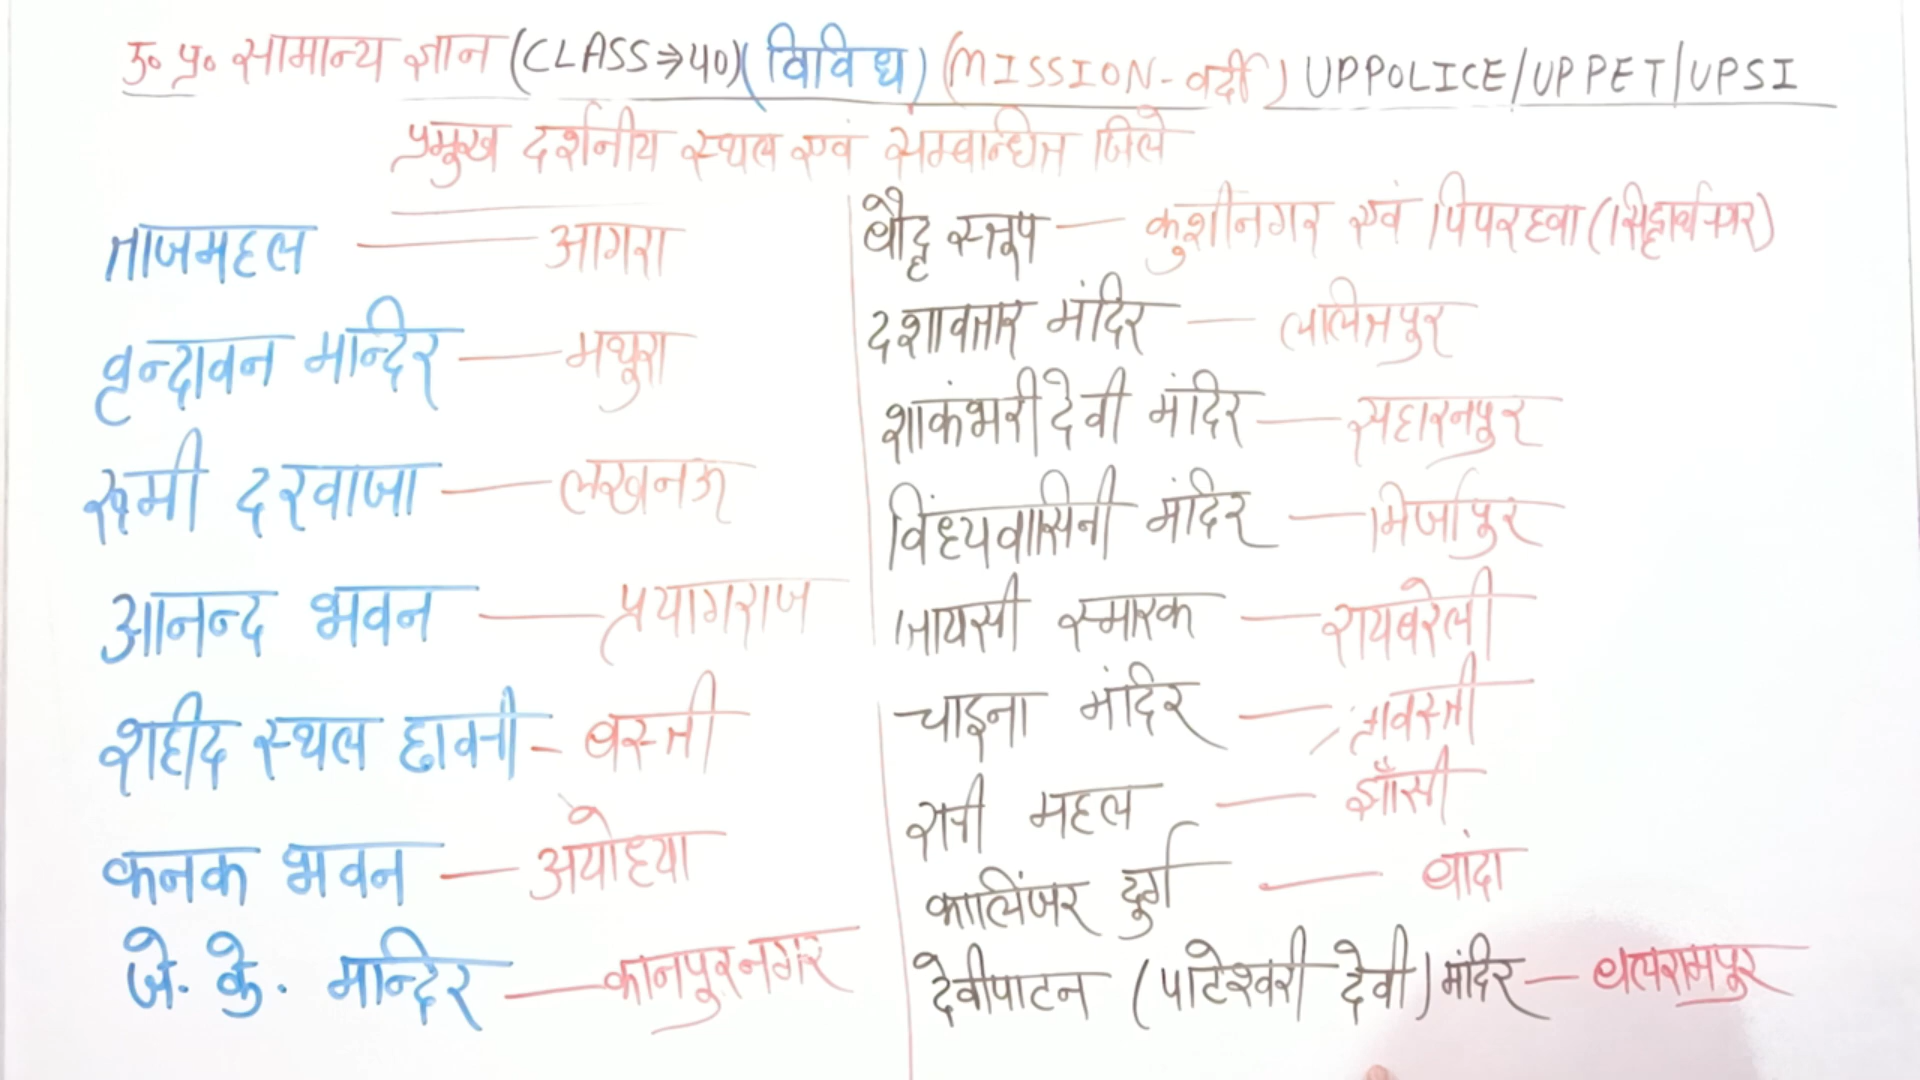 उ॰ प्र॰ सामान्य ज्ञान (CLASS⇒40)(विविध) (MISSION-वर्दी) UPPOLICE/UPPET/UPSI
प्रमुख दर्शनीय स्थल एवं सम्बन्धित जिले
ताजमहल — आगरा
वृन्दावन मन्दिर — मथुरा
रूमी दरवाजा — लखनऊ
आनन्द भवन — प्रयागराज
शहीद स्थल छावनी - बस्ती
कनक भवन — अयोध्या
जे. के. मन्दिर — कानपुरनगर
बौद्ध स्तूप — कुशीनगर एवं पिपरहवा (सिद्धार्थनगर)
दशावतार मंदिर — ललितपुर
शाकंभरी देवी मंदिर — सहारनपुर
विंध्यवासिनी मंदिर — मिर्जापुर
जायसी स्मारक — रायबरेली
चाइना मंदिर — श्रावस्ती
रानी महल — झाँसी
कालिंजर दुर्ग — बांदा
देवीपाटन (पाटेश्वरी देवी) मंदिर — बलरामपुर